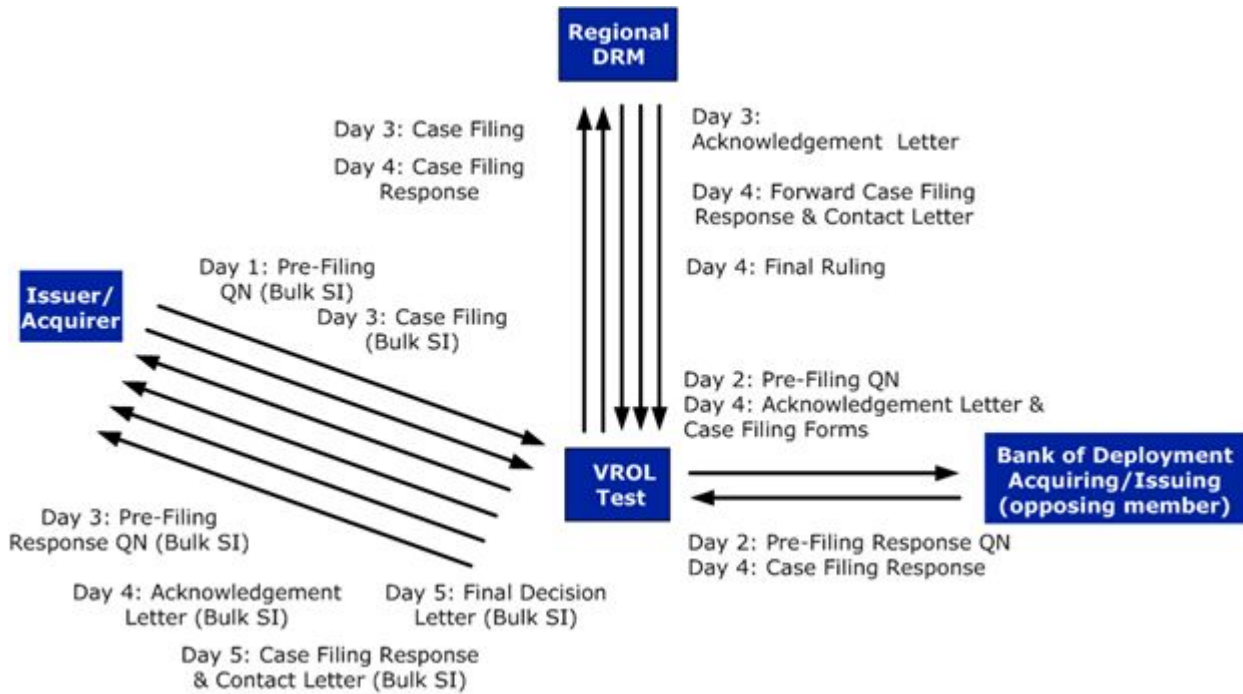 Regional
DRM
Day 3: Case Filing
Day 4: Case Filing
Response
Day 3:
Acknowledgement Letter
Day 4: Forward Case Filing
Response & Contact Letter
Day 4: Final Ruling
Issuer/
Acquirer
Day 1: Pre-Filing
QN (Bulk SI)
Day 3: Case Filing
(Bulk SI)
Day 2: Pre-Filing QN
Day 4: Acknowledgement Letter &
Case Filing Forms
VROL
Test
Bank of Deployment
Acquiring/Issuing
(opposing member)
Day 2: Pre-Filing Response QN
Day 4: Case Filing Response
Day 3: Pre-Filing
Response QN (Bulk SI)
Day 4: Acknowledgement
Letter (Bulk SI)
Day 5: Final Decision
Letter (Bulk SI)
Day 5: Case Filing Response
& Contact Letter (Bulk SI)